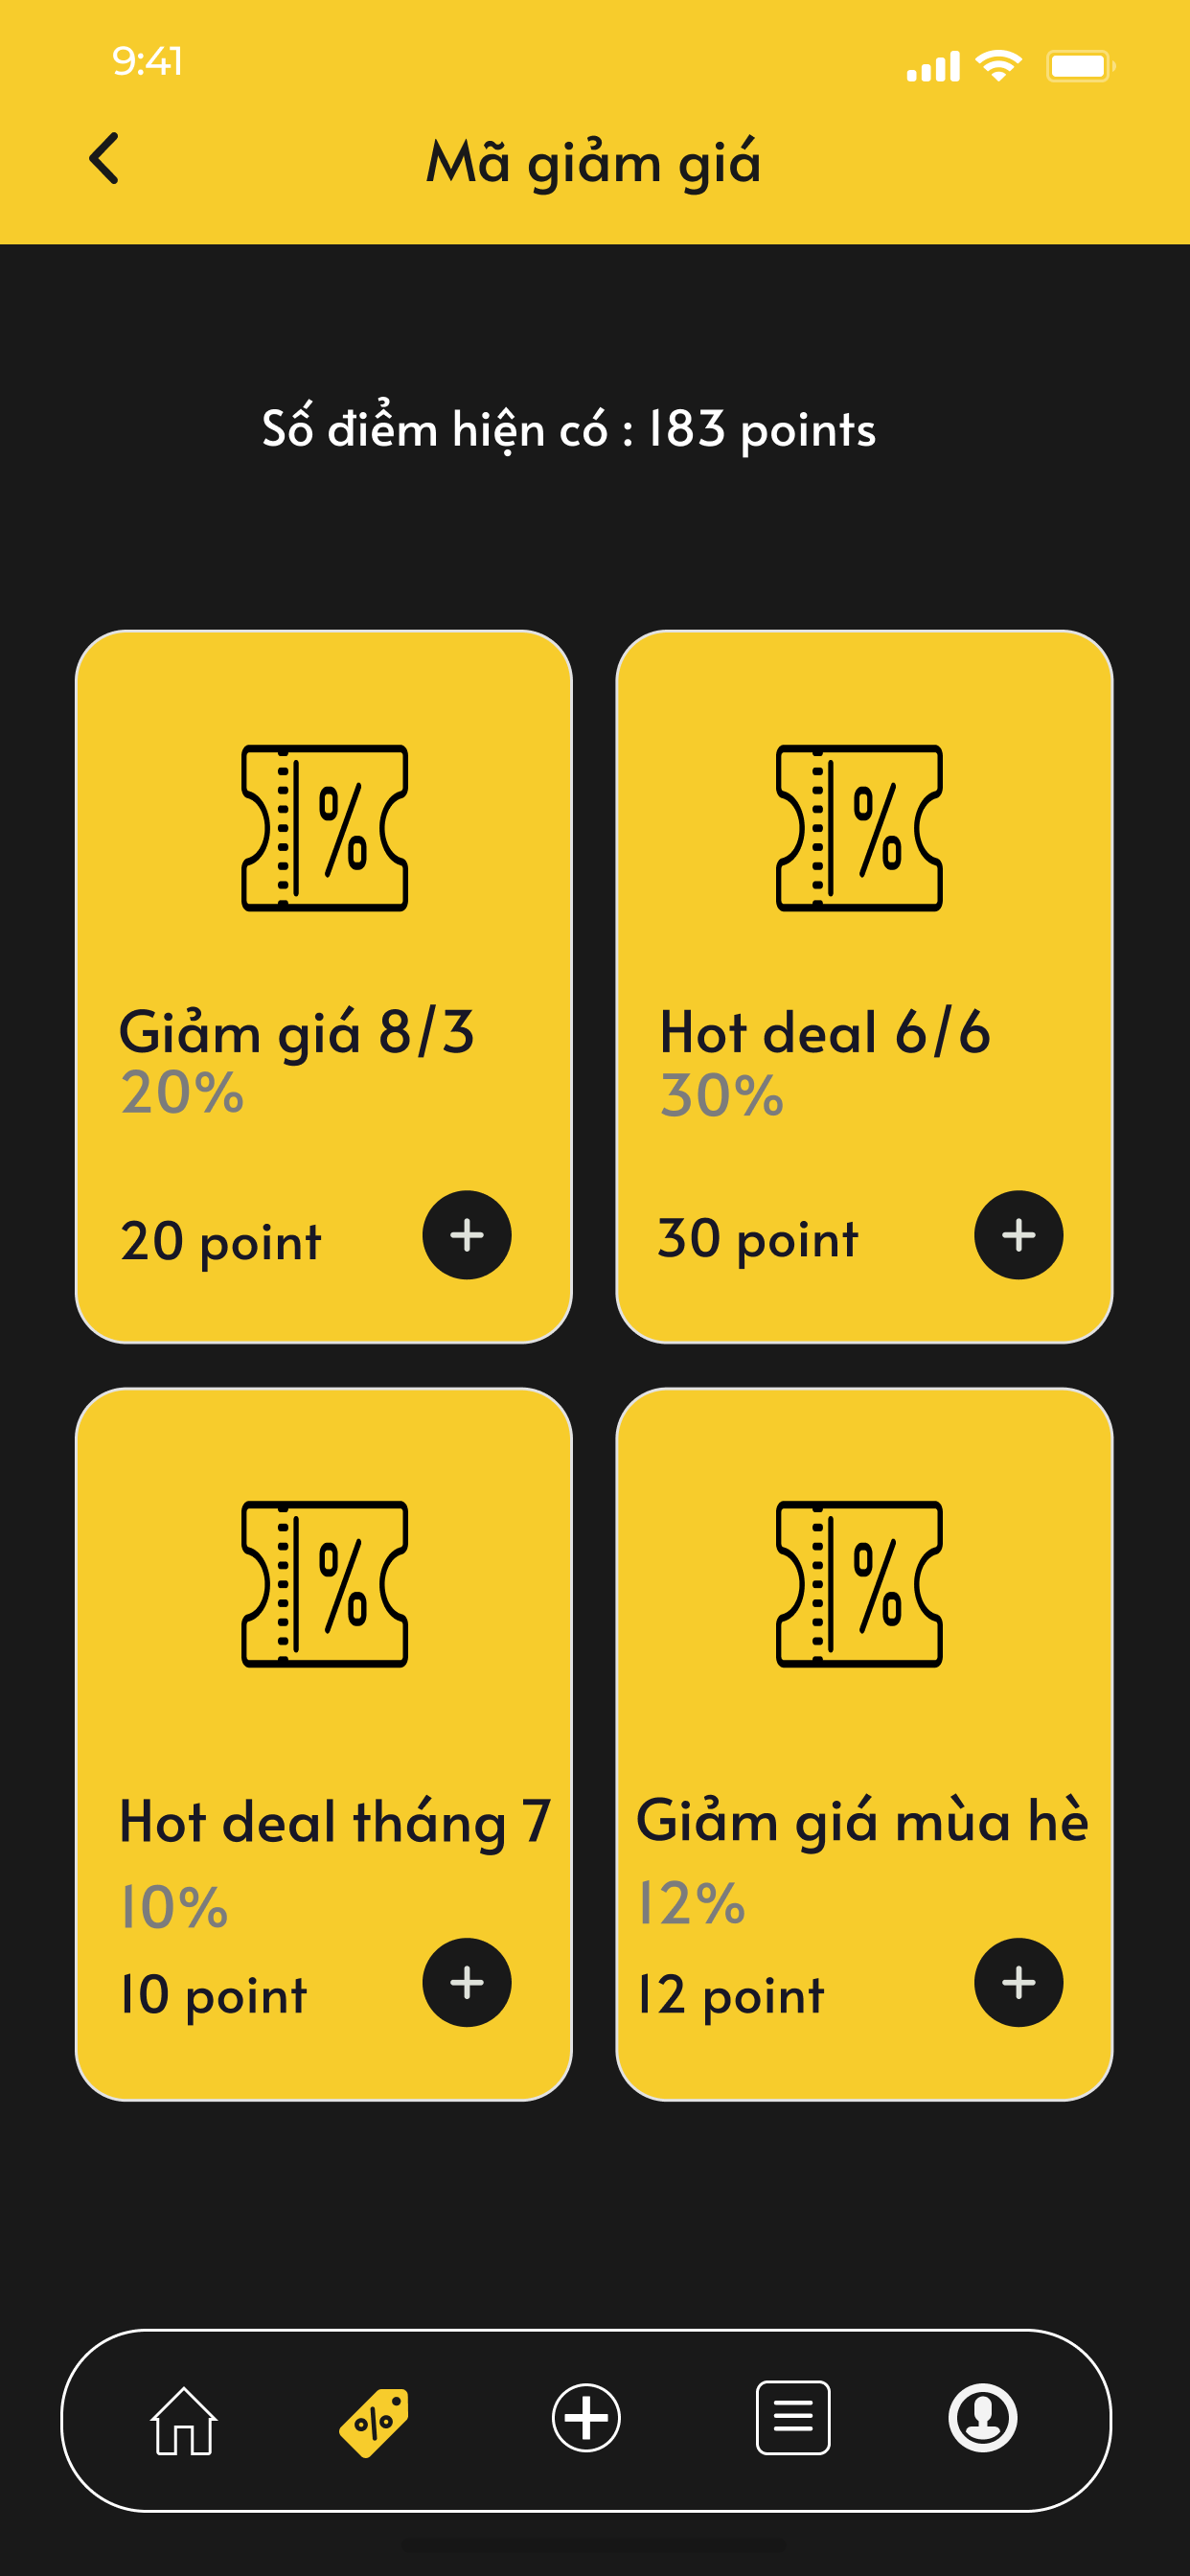 9:41
Mã giảm giá
Số điểm hiện có : 183 points
%
%
Giảm giá 8/3
20%
20 point
Hot deal 6/6
30%
30 point
%
%
Hot deal tháng 7
10%
10 point
Giảm giá mùa hè
12%
12 point
%